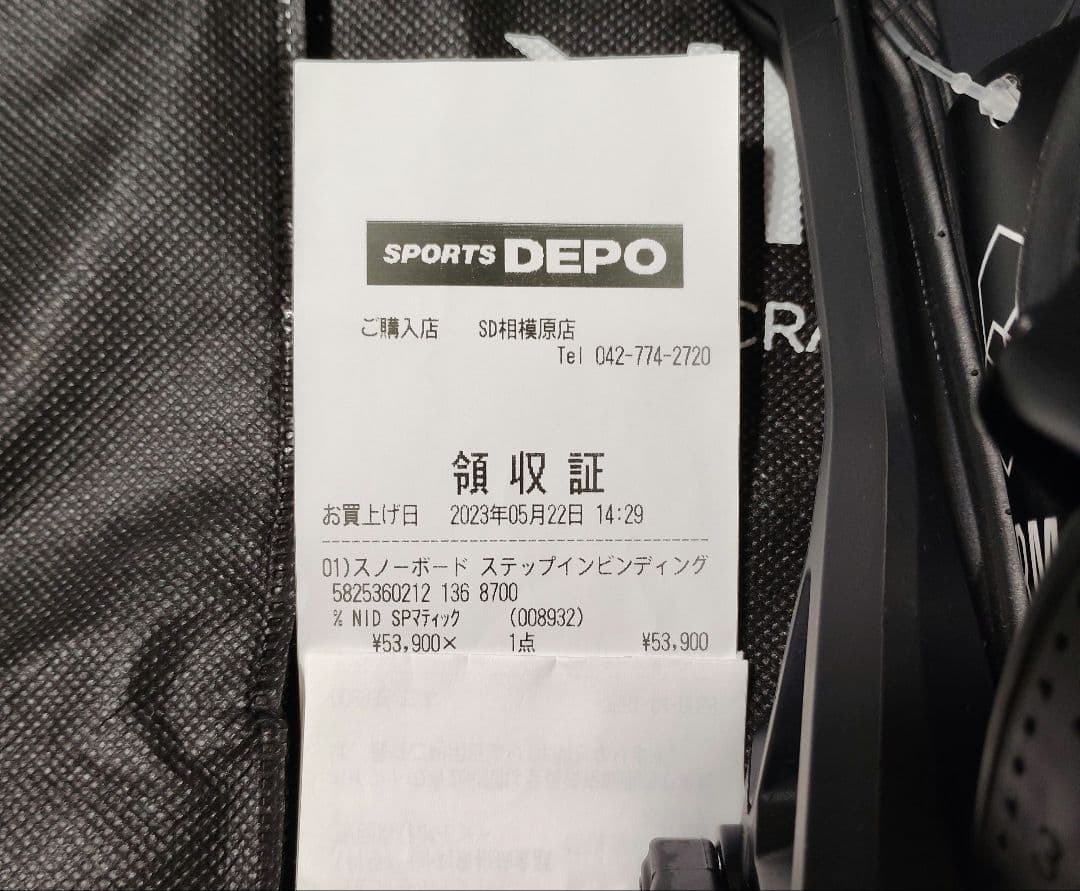 SPORTS DEPO
ご購入店 SD相模原店
Tel 042-774-2720
領収証
お買上げ日 2023年05月22日 14:29
01)スノーボード ステップインビンディング
5825360212 136 8700
% NID SPマティック (008932)
¥53,900× 1点 ¥53,900
CRA
3